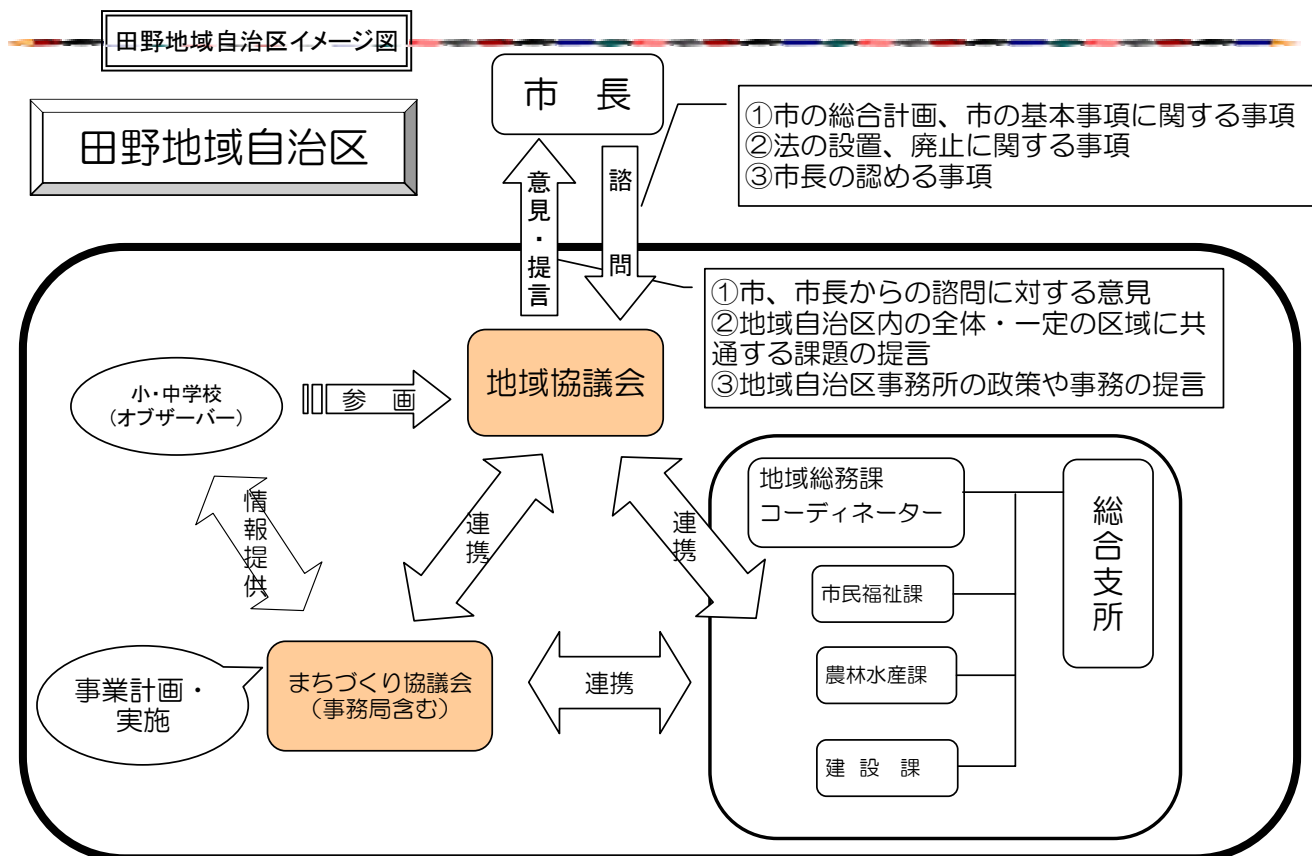 田野地域自治区イメージ図
田野地域自治区
市　長
①市の総合計画、市の基本事項に関する事項
②法の設置、廃止に関する事項
③市長の認める事項
意見・提言
諮　問
①市、市長からの諮問に対する意見
②地域自治区内の全体・一定の区域に共
通する課題の提言
③地域自治区事務所の政策や事務の提言
地域協議会
小・中学校
(オブザーバー)
参　画
情報提供
連携
連携
地域総務課
コーディネーター
総合支所
市民福祉課
農林水産課
建　設　課
事業計画・
実施
まちづくり協議会
（事務局含む）
連携